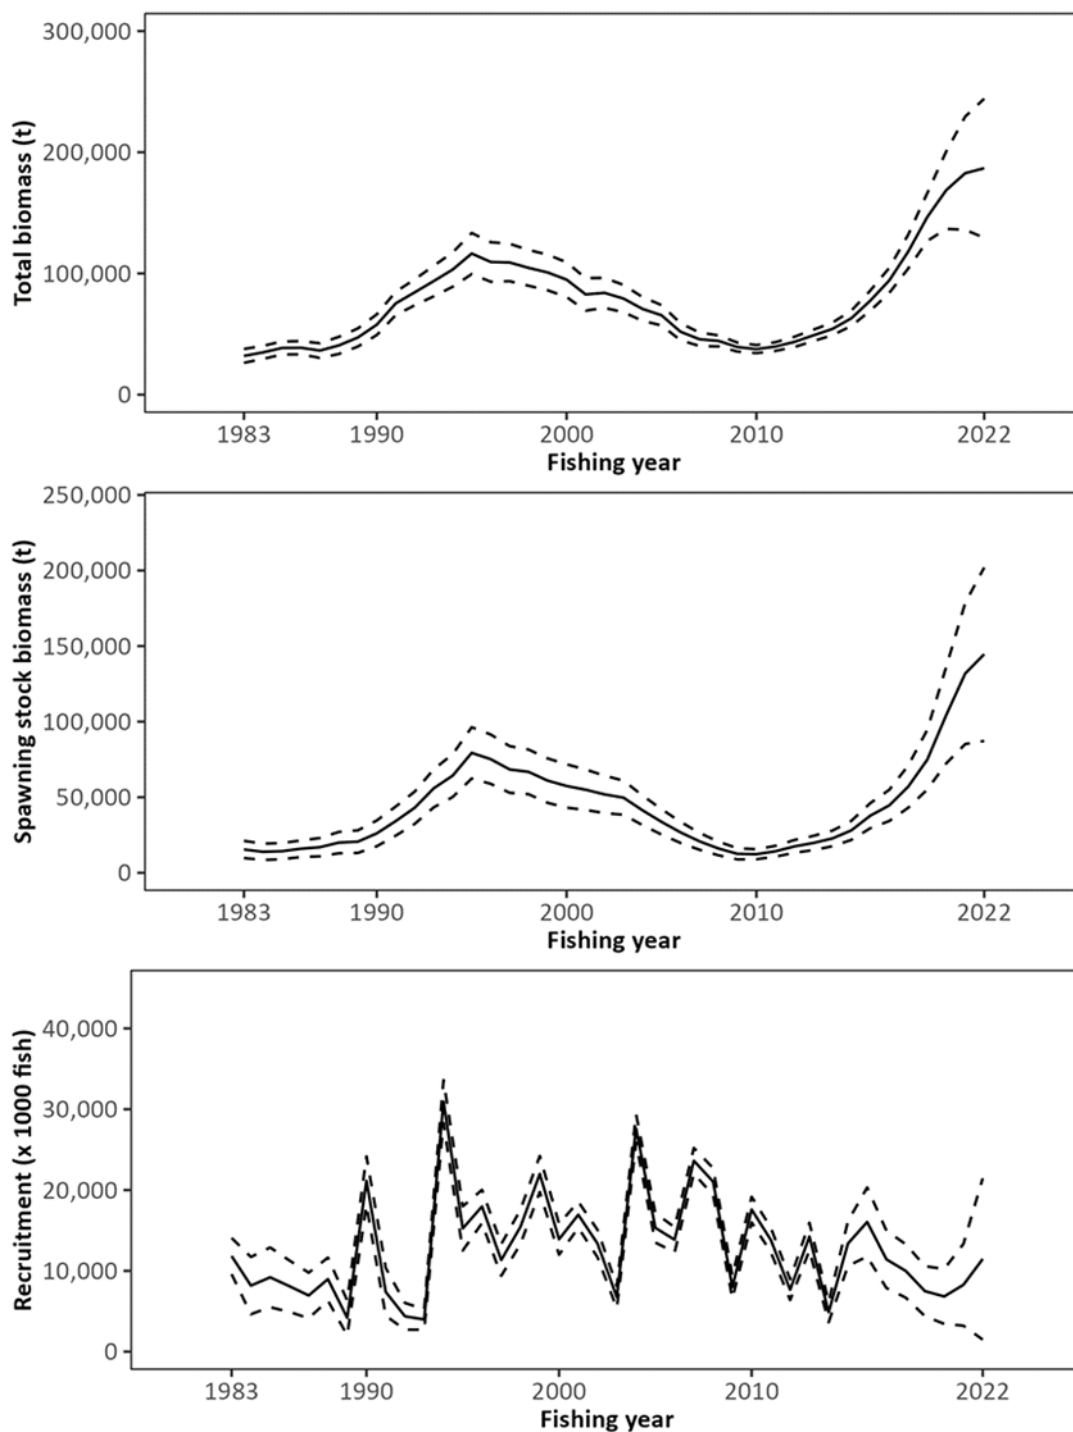 Total biomass (t)
300,000
200,000
100,000
0
1983 1990 2000 2010 2022
Fishing year
Spawning stock biomass (t)
250,000
200,000
150,000
100,000
50,000
0
1983 1990 2000 2010 2022
Fishing year
Recruitment (x 1000 fish)
40,000
30,000
20,000
10,000
0
1983 1990 2000 2010 2022
Fishing year